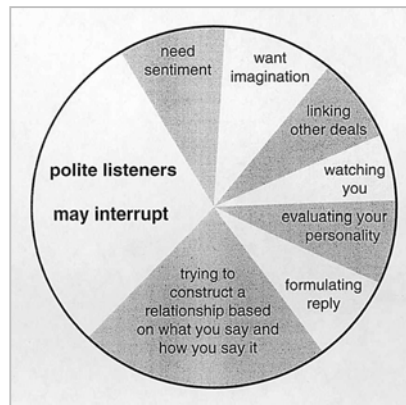 need
sentiment
want
imagination
linking
other deals
watching
you
evaluating your
personality
formulating
reply
trying to
construct a
relationship based
on what you say and
how you say it
polite listeners
may interrupt